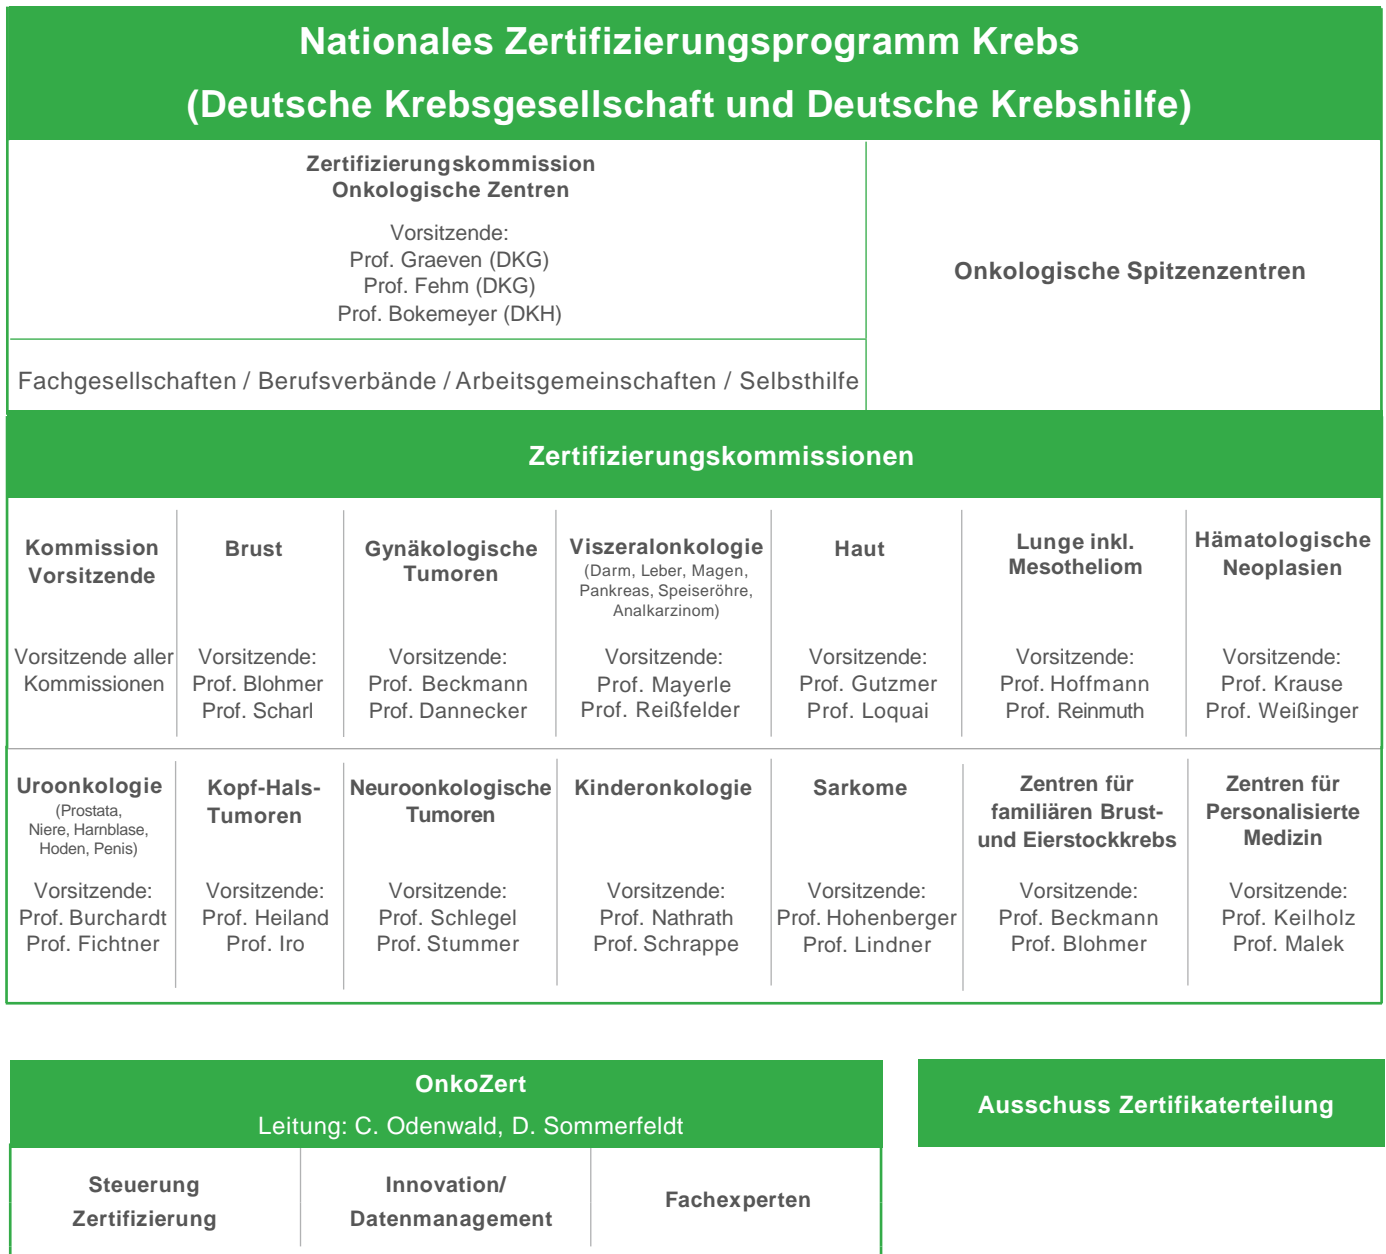 Nationales Zertifizierungsprogramm Krebs
(Deutsche Krebsgesellschaft und Deutsche Krebshilfe)
Zertifizierungskommission
Onkologische Zentren
Vorsitzende:
Prof. Graeven (DKG)
Prof. Fehm (DKG)
Prof. Bokemeyer (DKH)
Fachgesellschaften / Berufsverbände / Arbeitsgemeinschaften / Selbsthilfe
Onkologische Spitzenzentren
Zertifizierungskommissionen
Kommission
Vorsitzende
Vorsitzende aller
Kommissionen
Brust
Vorsitzende:
Prof. Blohmer
Prof. Scharl
Gynäkologische
Tumoren
Vorsitzende:
Prof. Beckmann
Prof. Dannecker
Viszeralonkologie
(Darm, Leber, Magen,
Pankreas, Speiseröhre,
Analkarzinom)
Vorsitzende:
Prof. Mayerle
Prof. Reißfelder
Haut
Vorsitzende:
Prof. Gutzmer
Prof. Loquai
Lunge inkl.
Mesotheliom
Vorsitzende:
Prof. Hoffmann
Prof. Reinmuth
Hämatologische
Neoplasien
Vorsitzende:
Prof. Krause
Prof. Weißinger
Uroonkologie
(Prostata,
Niere, Harnblase,
Hoden, Penis)
Vorsitzende:
Prof. Burchardt
Prof. Fichtner
Kopf-Hals-
Tumoren
Vorsitzende:
Prof. Heiland
Prof. Iro
Neuroonkologische
Tumoren
Vorsitzende:
Prof. Schlegel
Prof. Stummer
Kinderonkologie
Vorsitzende:
Prof. Nathrath
Prof. Schrappe
Sarkome
Vorsitzende:
Prof. Hohenberger
Prof. Lindner
Zentren für
familiären Brust-
und Eierstockkrebs
Vorsitzende:
Prof. Beckmann
Prof. Blohmer
Zentren für
Personalisierte
Medizin
Vorsitzende:
Prof. Keilholz
Prof. Malek
OnkoZert
Leitung: C. Odenwald, D. Sommerfeldt
Steuerung
Zertifizierung
Innovation/
Datenmanagement
Fachexperten
Ausschuss Zertifikaterteilung